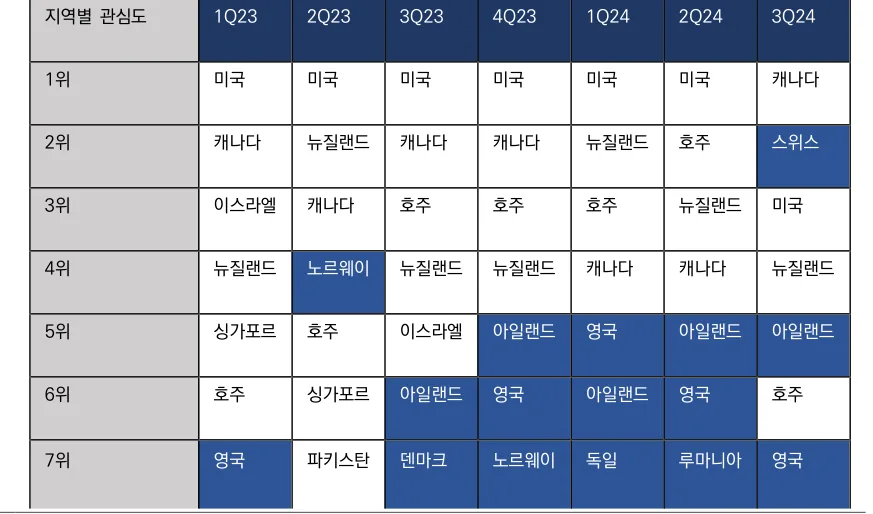 지역별 관심도 1Q23 2Q23 3Q23 4Q23 1Q24 2Q24 3Q24
1위 미국 미국 미국 미국 미국 미국 캐나다
2위 캐나다 뉴질랜드 캐나다 캐나다 뉴질랜드 호주 스위스
3위 이스라엘 캐나다 호주 호주 호주 뉴질랜드 미국
4위 뉴질랜드 노르웨이 뉴질랜드 뉴질랜드 캐나다 캐나다 뉴질랜드
5위 싱가포르 호주 이스라엘 아일랜드 영국 아일랜드 아일랜드
6위 호주 싱가포르 아일랜드 영국 아일랜드 영국 호주
7위 영국 파키스탄 덴마크 노르웨이 독일 루마니아 영국